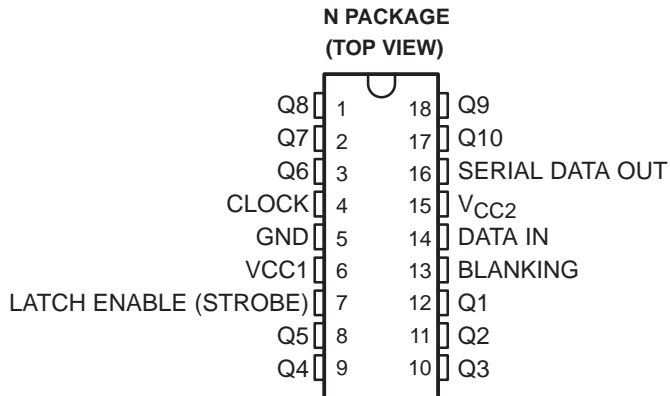 N PACKAGE
(TOP VIEW)
Q8 1 18 Q9
Q7 2 17 Q10
Q6 3 16 SERIAL DATA OUT
CLOCK 4 15 VCC2
GND 5 14 DATA IN
VCC1 6 13 BLANKING
LATCH ENABLE (STROBE) 7 12 Q1
Q5 8 11 Q2
Q4 9 10 Q3